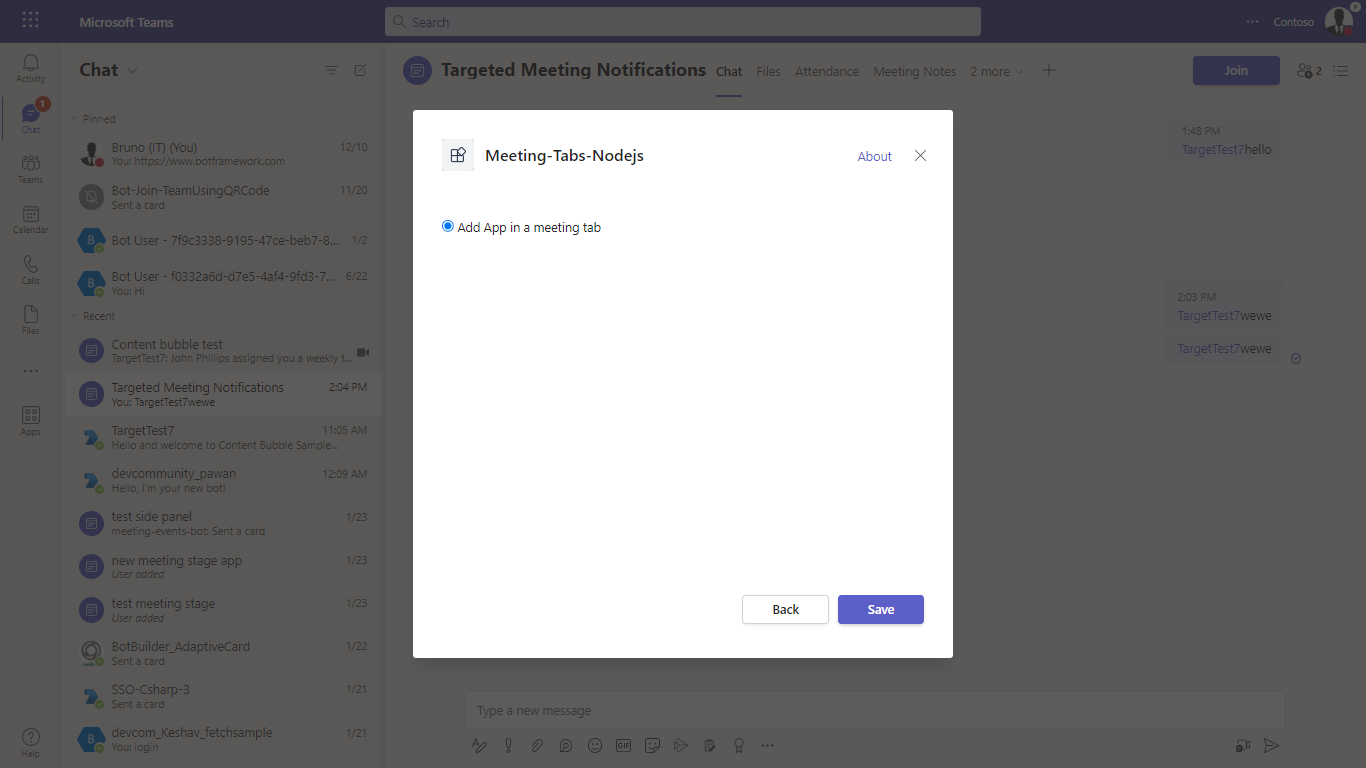 Microsoft Teams
Search
Contoso
P
Activity
1
Chat
Teams
Calendar
Calls
Files
Apps
Help
Chat
Pinned
Bruno (IT) (You) 12/10
You: https://www.botframework.com
Bot-Join-TeamUsingQRCode 11/20
Sent a card
B
Bot User - 7f9c3338-9195-47ce-beb7-8... 1/2
B
Bot User - f0332a6d-d7e5-4af4-9fd3-7... 6/22
You: Hi
Recent
Content bubble test
TargetTest7: John Phillips assigned you a weekly t...
Targeted Meeting Notifications 2:04 PM
You: TargetTest7wewe
TargetTest7 11:05 AM
Hello and welcome to Content Bubble Sample...
devcommunity_pawan 12:09 AM
Hello, I'm your new bot!
test side panel 1/23
meeting-events-bot: Sent a card
new meeting stage app 1/23
User added
test meeting stage 1/23
User added
BotBuilder_AdaptiveCard 1/22
Sent a card
SSO-Csharp-3 1/21
Sent a card
B
devcom_Keshav_fetchsample 1/21
You: login
Targeted Meeting Notifications Chat Files Attendance Meeting Notes 2 more
Join
2
1:48 PM
TargetTest7hello
2:03 PM
TargetTest7wewe
TargetTest7wewe
Meeting-Tabs-Nodejs
About
Add App in a meeting tab
Back
Save
Type a new message
GIF